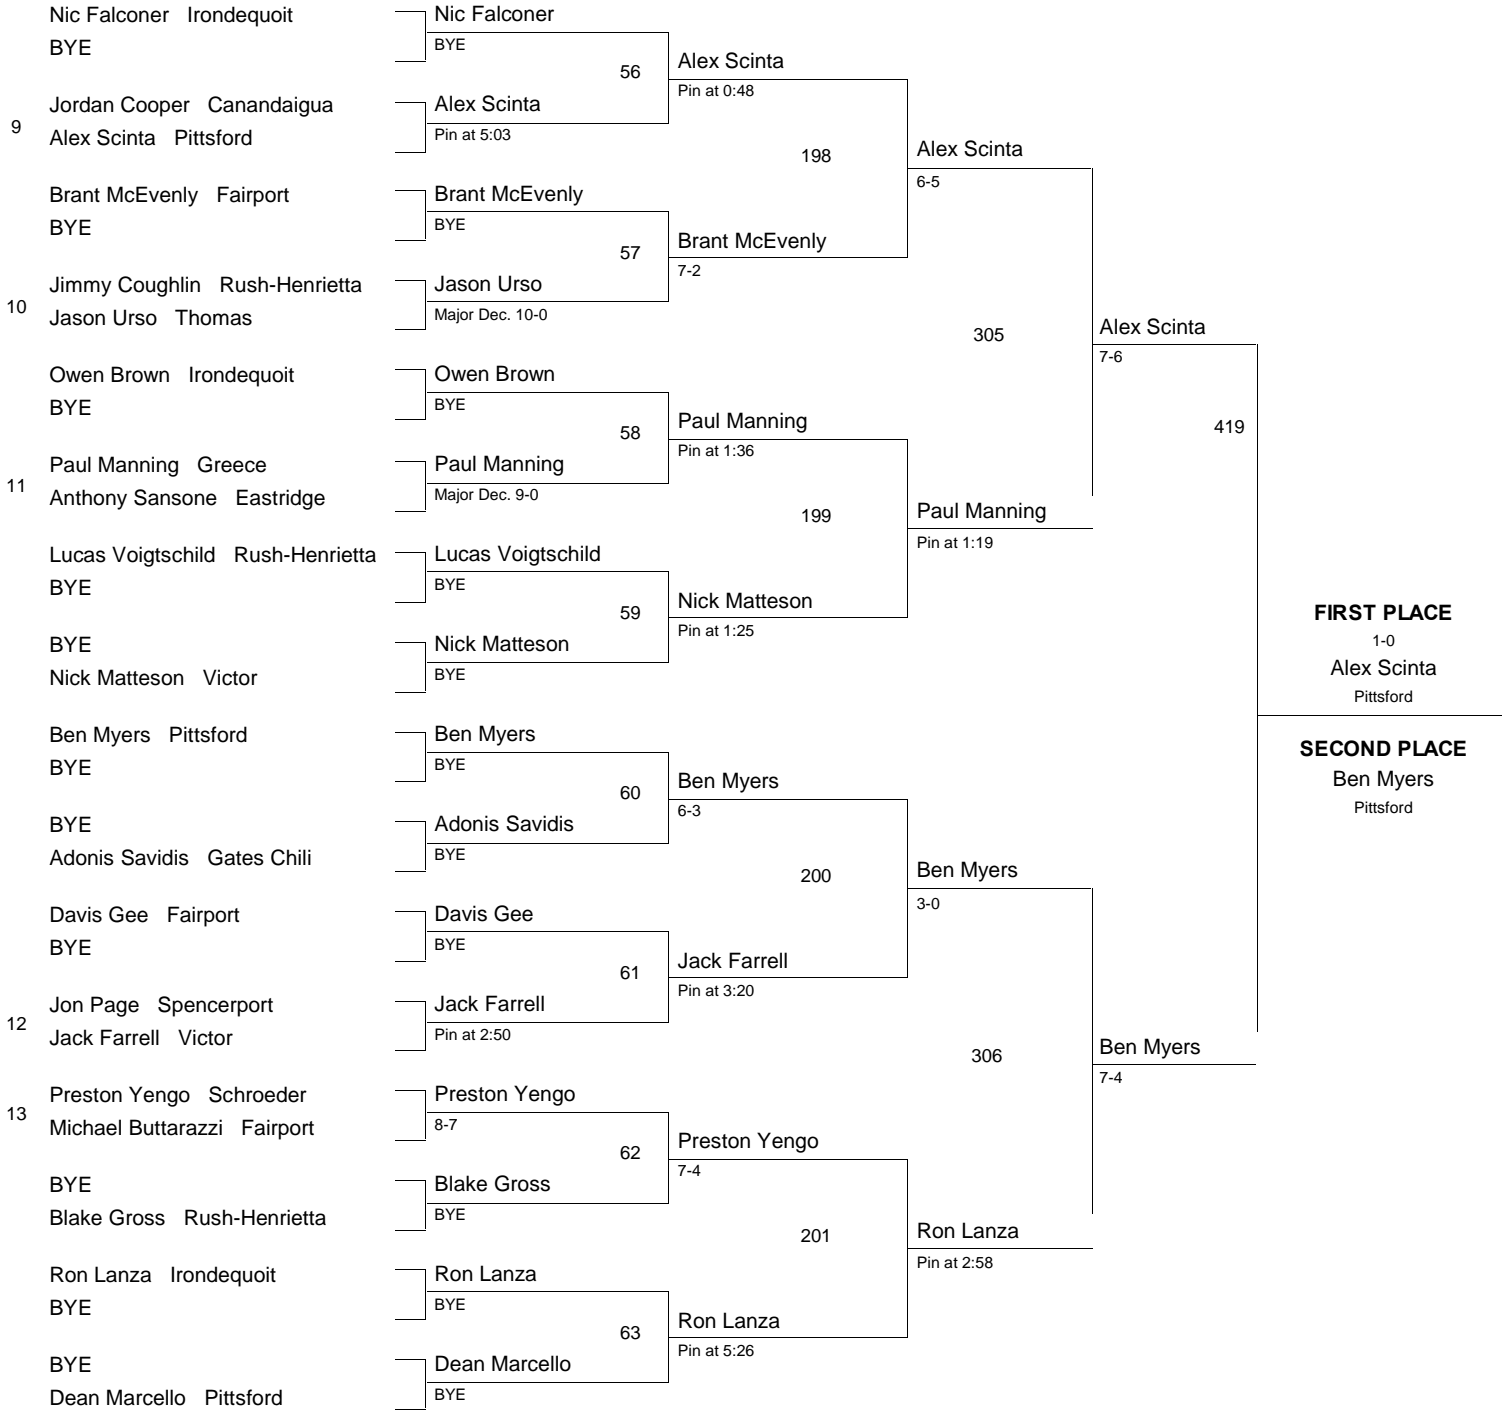 Nic Falconer Irondequoit
BYE
9
Jordan Cooper Canandaigua
Alex Scinta Pittsford
Brant McEvenly Fairport
BYE
10
Jimmy Coughlin Rush-Henrietta
Jason Urso Thomas
Owen Brown Irondequoit
BYE
11
Paul Manning Greece
Anthony Sansone Eastridge
Lucas Voigtschild Rush-Henrietta
BYE
BYE
Nick Matteson Victor
Ben Myers Pittsford
BYE
BYE
Adonis Savidis Gates Chili
Davis Gee Fairport
BYE
12
Jon Page Spencerport
Jack Farrell Victor
13
Preston Yengo Schroeder
Michael Buttarazzi Fairport
BYE
Blake Gross Rush-Henrietta
Ron Lanza Irondequoit
BYE
BYE
Dean Marcello Pittsford
Nic Falconer
BYE
56
Alex Scinta
Pin at 5:03
Brant McEvenly
BYE
57
Jason Urso
Major Dec. 10-0
Owen Brown
BYE
58
Paul Manning
Major Dec. 9-0
Lucas Voigtschild
BYE
59
Nick Matteson
BYE
Ben Myers
BYE
60
Adonis Savidis
BYE
Davis Gee
BYE
61
Jack Farrell
Pin at 2:50
Preston Yengo
8-7
62
Blake Gross
BYE
Ron Lanza
BYE
63
Dean Marcello
BYE
Alex Scinta
Pin at 0:48
198
Brant McEvenly
7-2
Paul Manning
Pin at 1:36
199
Nick Matteson
Pin at 1:25
Ben Myers
6-3
200
Jack Farrell
Pin at 3:20
Preston Yengo
7-4
201
Ron Lanza
Pin at 5:26
Alex Scinta
6-5
305
Paul Manning
Pin at 1:19
Ben Myers
3-0
306
Ron Lanza
Pin at 2:58
Alex Scinta
7-6
419
Ben Myers
7-4
FIRST PLACE
1-0
Alex Scinta
Pittsford
SECOND PLACE
Ben Myers
Pittsford